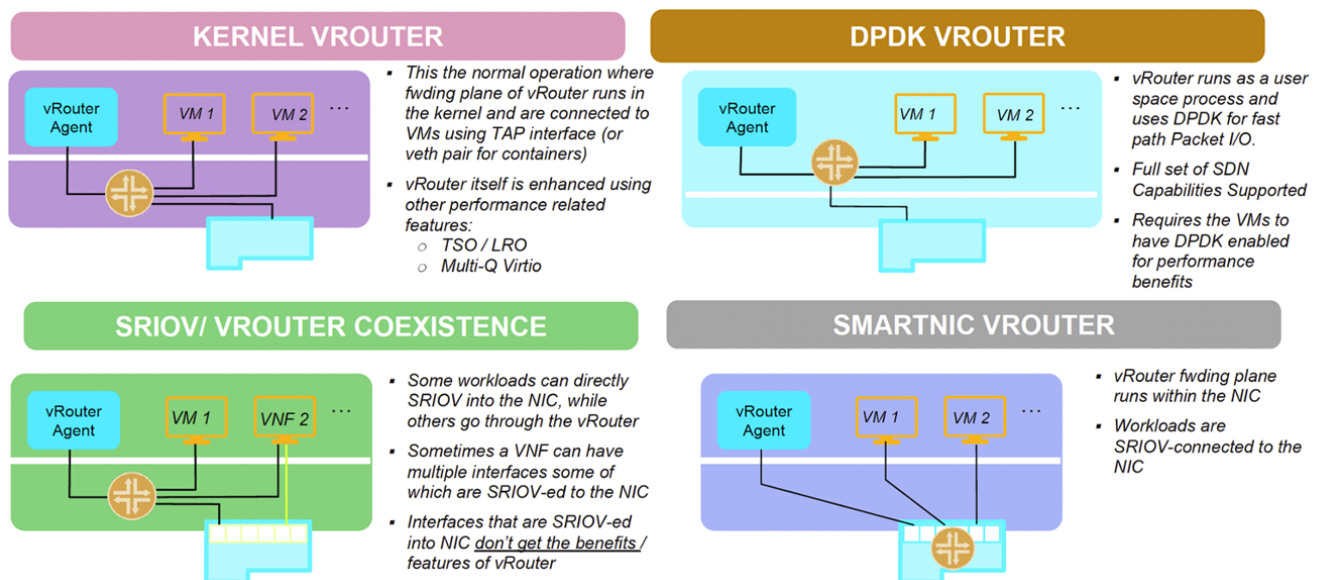 KERNEL VROUTER
vRouter
Agent
VM 1
VM 2
...
▪ This the normal operation where
fwding plane of vRouter runs in
the kernel and are connected to
VMs using TAP interface (or
veth pair for containers)
▪ vRouter itself is enhanced using
other performance related
features:
o TSO / LRO
o Multi-Q Virtio
DPDK VROUTER
vRouter
Agent
VM 1
VM 2
...
▪ vRouter runs as a user
space process and
uses DPDK for fast
path Packet I/O.
▪ Full set of SDN
Capabilities Supported
▪ Requires the VMs to
have DPDK enabled
for performance
benefits
SRIOV/ VROUTER COEXISTENCE
vRouter
Agent
VM 1
VNF 2
...
▪ Some workloads can directly
SRIOV into the NIC, while
others go through the vRouter
▪ Sometimes a VNF can have
multiple interfaces some of
which are SRIOV-ed to the NIC
▪ Interfaces that are SRIOV-ed
into NIC don't get the benefits /
features of vRouter
SMARTNIC VROUTER
vRouter
Agent
VM 1
VM 2
...
▪ vRouter fwding plane
runs within the NIC
▪ Workloads are
SRIOV-connected to the
NIC